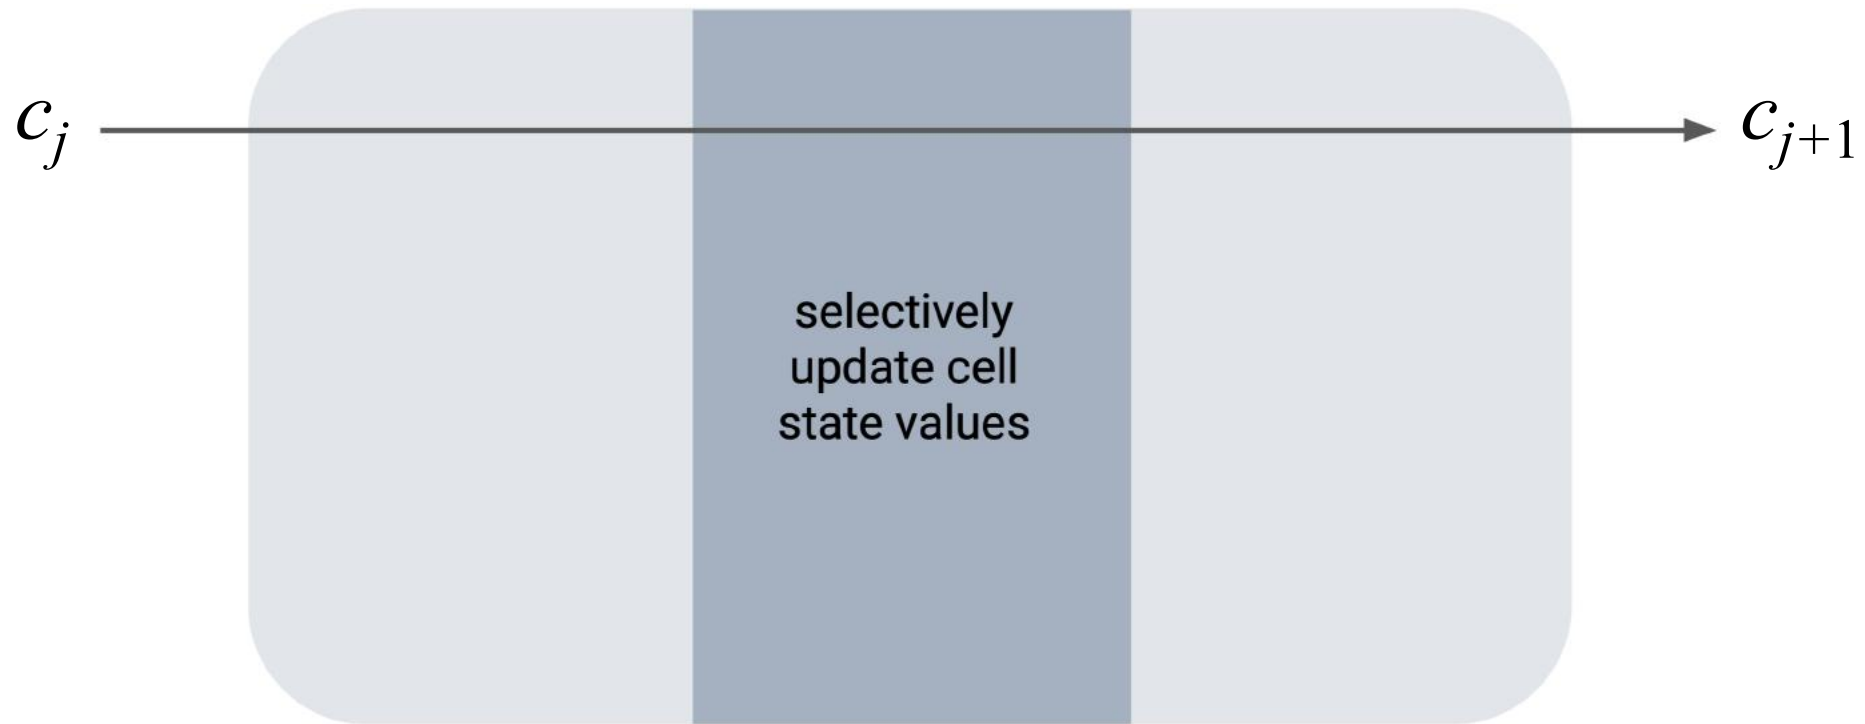 c_j
c_{j+1}
selectively
update cell
state values